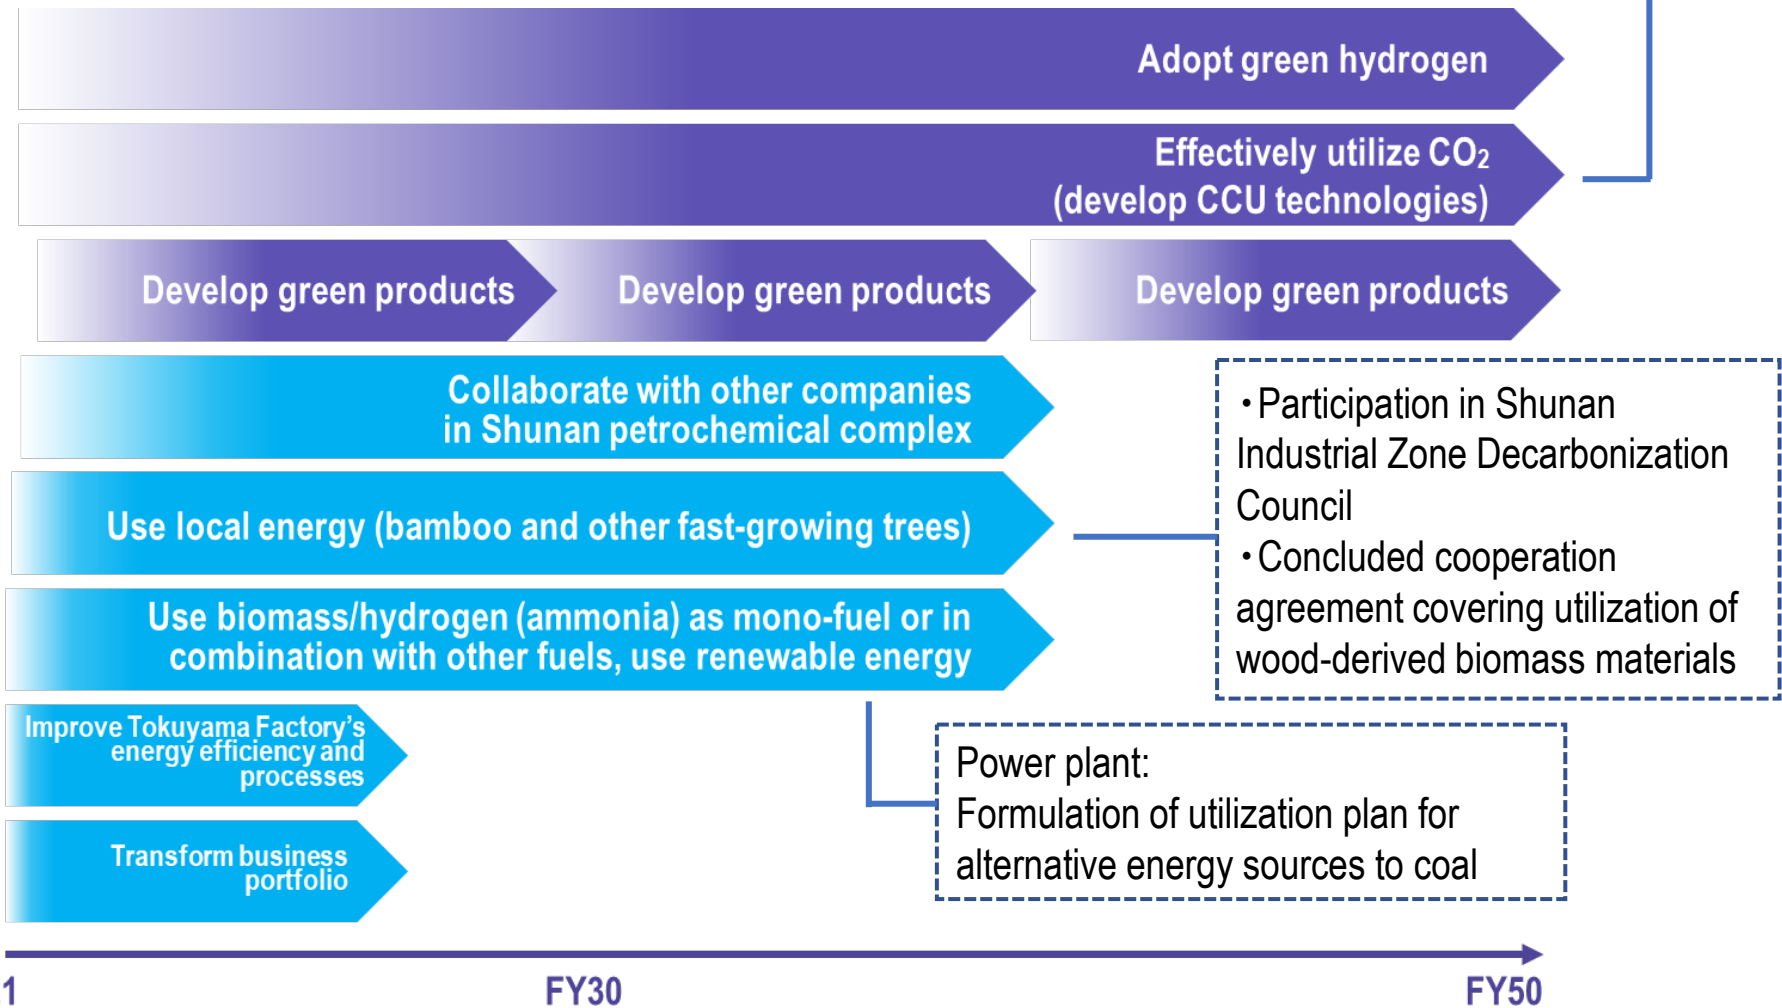 Adopt green hydrogen
Effectively utilize CO₂
(develop CCU technologies)
Develop green products
Develop green products
Develop green products
Collaborate with other companies
in Shunan petrochemical complex
Use local energy (bamboo and other fast-growing trees)
Use biomass/hydrogen (ammonia) as mono-fuel or in
combination with other fuels, use renewable energy
・Participation in Shunan
Industrial Zone Decarbonization
Council
・Concluded cooperation
agreement covering utilization of
wood-derived biomass materials
Improve Tokuyama Factory’s
energy efficiency and
processes
Power plant:
Formulation of utilization plan for
alternative energy sources to coal
Transform business
portfolio
1
FY30
FY50